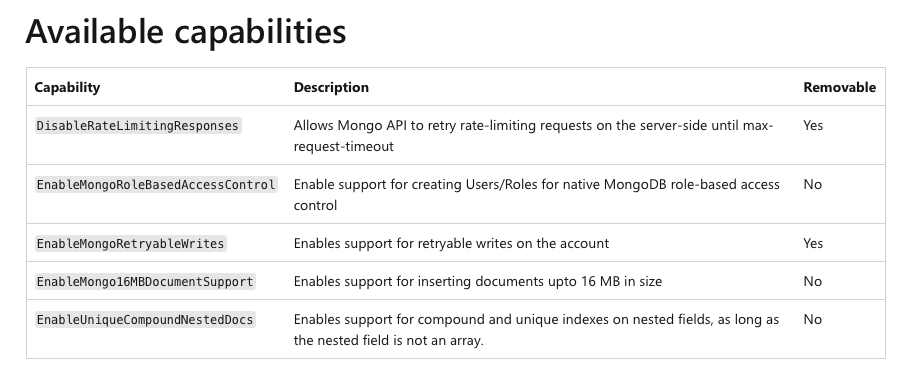 Available capabilities
Capability Description Removable
DisableRateLimitingResponses Allows Mongo API to retry rate-limiting requests on the server-side until max- Yes
request-timeout
EnableMongoRoleBasedAccessControl Enable support for creating Users/Roles for native MongoDB role-based access No
control
EnableMongoRetryableWrites Enables support for retryable writes on the account Yes
EnableMongo16MBDocumentSupport Enables support for inserting documents upto 16 MB in size No
EnableUniqueCompoundNestedDocs Enables support for compound and unique indexes on nested fields, as long as No
the nested field is not an array.